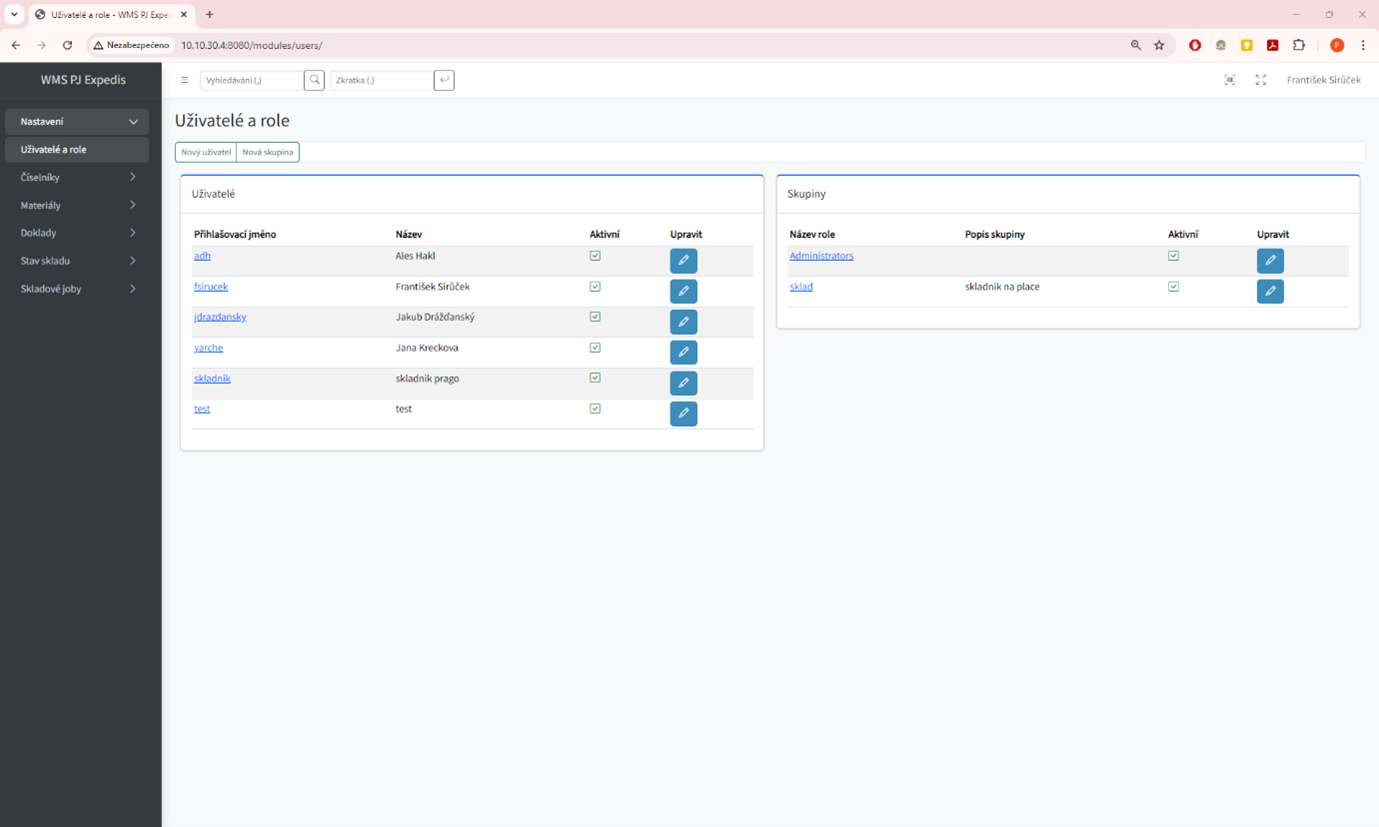 Uživatelé a role - WMS PJ Expe
Nezabezpečeno 10.10.30.4:8080/modules/users/
F
WMS PJ Expedis
Vyhledávání (,) Zkratka (.) František Sirůček
Nastavení
Uživatelé a role
Číselníky
Materiály
Doklady
Stav skladu
Skladové joby
Uživatelé a role
Nový uživatel Nová skupina
Uživatelé
Přihlašovací jméno Název Aktivní Upravit
adh Ales Hakl
fsirucek František Sirůček
jdrazdansky Jakub Drážďanský
yarche Jana Kreckova
skladnik skladnik prago
test test
Skupiny
Název role Popis skupiny Aktivní Upravit
Administrators
sklad skladnik na place